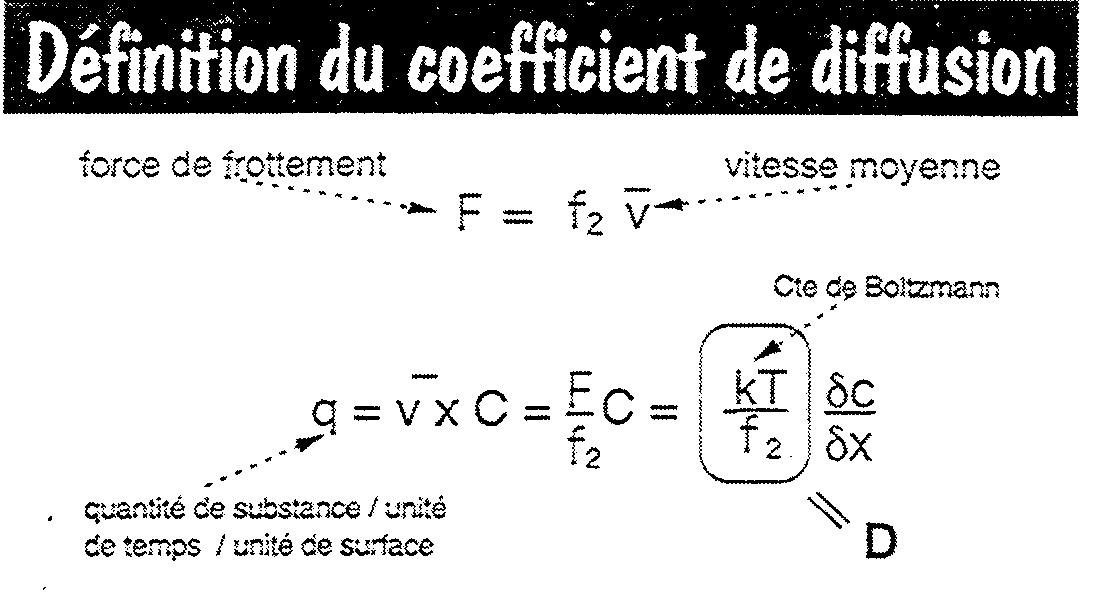 Définition du coefficient de diffusion
force de frottement vitesse moyenne
F = f₂ v̅
Cte de Boltzmann
q = v̅ x C = F/f₂ C = kT/f₂ δc/δx
quantité de substance / unité
de temps / unité de surface
D